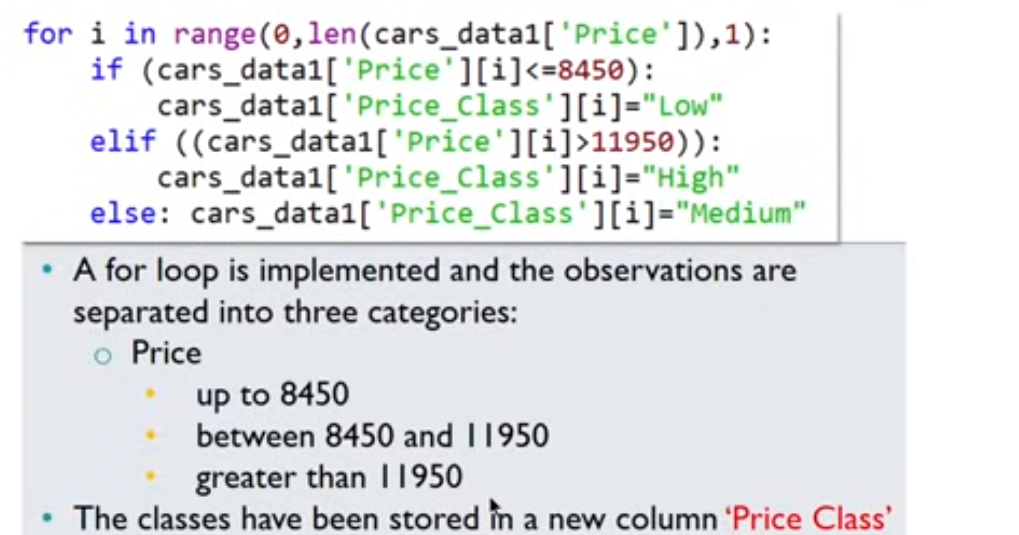 for i in range(0,len(cars_data1['Price']),1):
if (cars_data1['Price'][i]<=8450):
cars_data1['Price_Class'][i]="Low"
elif ((cars_data1['Price'][i]>11950)):
cars_data1['Price_Class'][i]="High"
else: cars_data1['Price_Class'][i]="Medium"
• A for loop is implemented and the observations are
separated into three categories:
○ Price
• up to 8450
• between 8450 and 11950
• greater than 11950
• The classes have been stored in a new column 'Price Class'